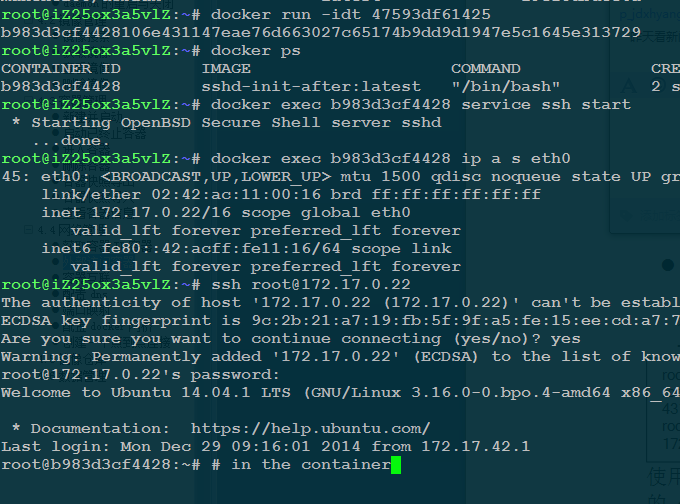 root@iZ25ox3a5vlZ:~# docker run -idt 47593df61425
b983d3cf4428106e431147eae76d663027c65174b9dd9d1947e5c1645e313729
root@iZ25ox3a5vlZ:~# docker ps
CONTAINER ID IMAGE COMMAND CRE
b983d3cf4428 sshd-init-after:latest "/bin/bash" 2 s
root@iZ25ox3a5vlZ:~# docker exec b983d3cf4428 service ssh start
* Starting OpenBSD Secure Shell server sshd
...done.
root@iZ25ox3a5vlZ:~# docker exec b983d3cf4428 ip a s eth0
45: eth0: <BROADCAST,UP,LOWER_UP> mtu 1500 qdisc noqueue state UP gr
link/ether 02:42:ac:11:00:16 brd ff:ff:ff:ff:ff:ff
inet 172.17.0.22/16 scope global eth0
valid_lft forever preferred_lft forever
inet6 fe80::42:acff:fe11:16/64 scope link
valid_lft forever preferred_lft forever
root@iZ25ox3a5vlZ:~# ssh root@172.17.0.22
The authenticity of host '172.17.0.22 (172.17.0.22)' can't be establ
ECDSA key fingerprint is 9c:2b:21:a7:19:fb:5f:9f:a5:fe:15:ee:cd:a7:7
Are you sure you want to continue connecting (yes/no)? yes
Warning: Permanently added '172.17.0.22' (ECDSA) to the list of know
root@172.17.0.22's password:
Welcome to Ubuntu 14.04.1 LTS (GNU/Linux 3.16.0-0.bpo.4-amd64 x86_64
* Documentation: https://help.ubuntu.com/
Last login: Mon Dec 29 09:16:01 2014 from 172.17.42.1
root@b983d3cf4428:~# # in the container